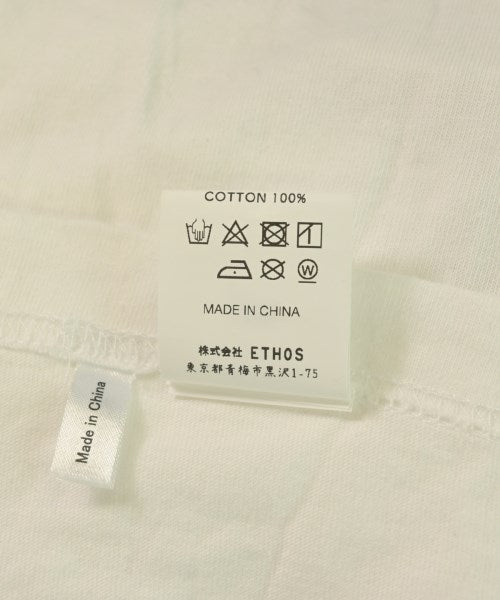 COTTON 100%
W
MADE IN CHINA
株式会社 ETHOS
東京都青梅市黒沢1-75
Made in China